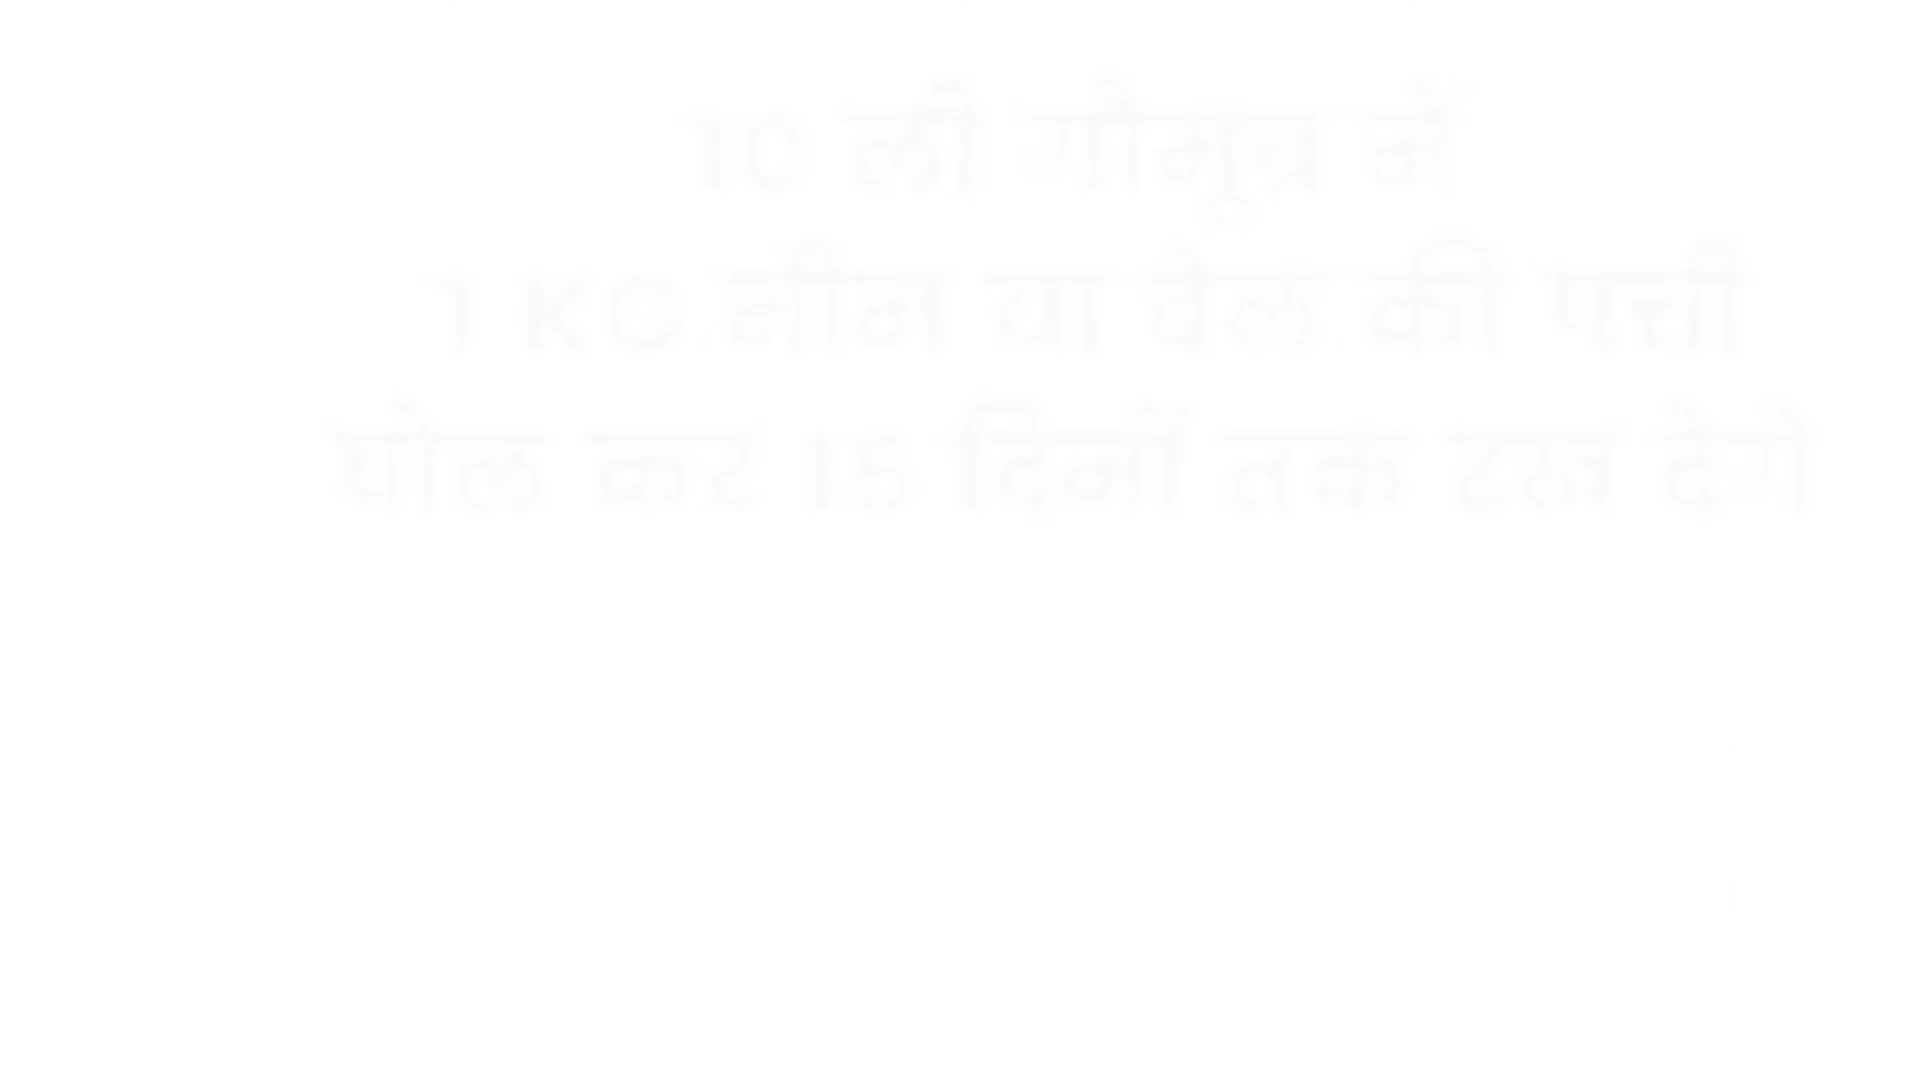 10 ली गौमुत्र में
1 KG नीम या बेल की पत्ती
घोल कर 15 दिनों तक रख देगें